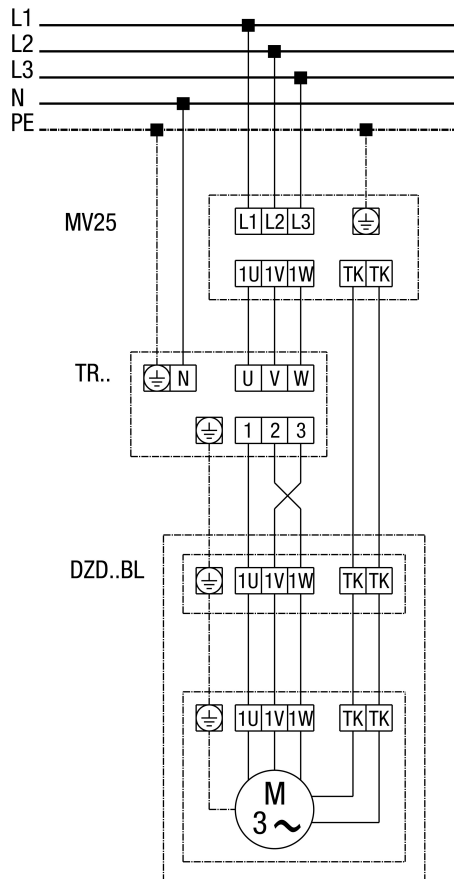 L1
L2
L3
N
PE
MV25
L1 L2 L3
1U 1V 1W TK TK
TR..
N U V W
1 2 3
DZD..BL
1U 1V 1W TK TK
1U 1V 1W TK TK
M
3 ~